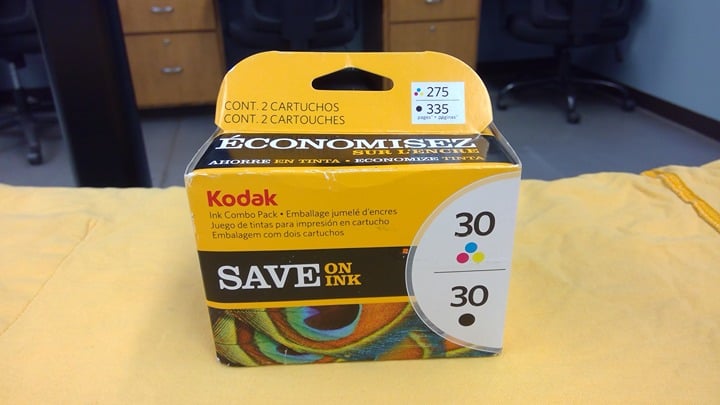 CONT. 2 CARTUCHOS
CONT. 2 CARTOUCHES
275
335
pages* • páginas*
ÉCONOMISEZ
SUR L'ENCRE
AHORRE EN TINTA • ECONOMIZE TINTA
Kodak
Ink Combo Pack • Emballage jumelé d'encres
Juego de tintas para impresión en cartucho
Embalagem com dois cartuchos
SAVE ON INK
30
30